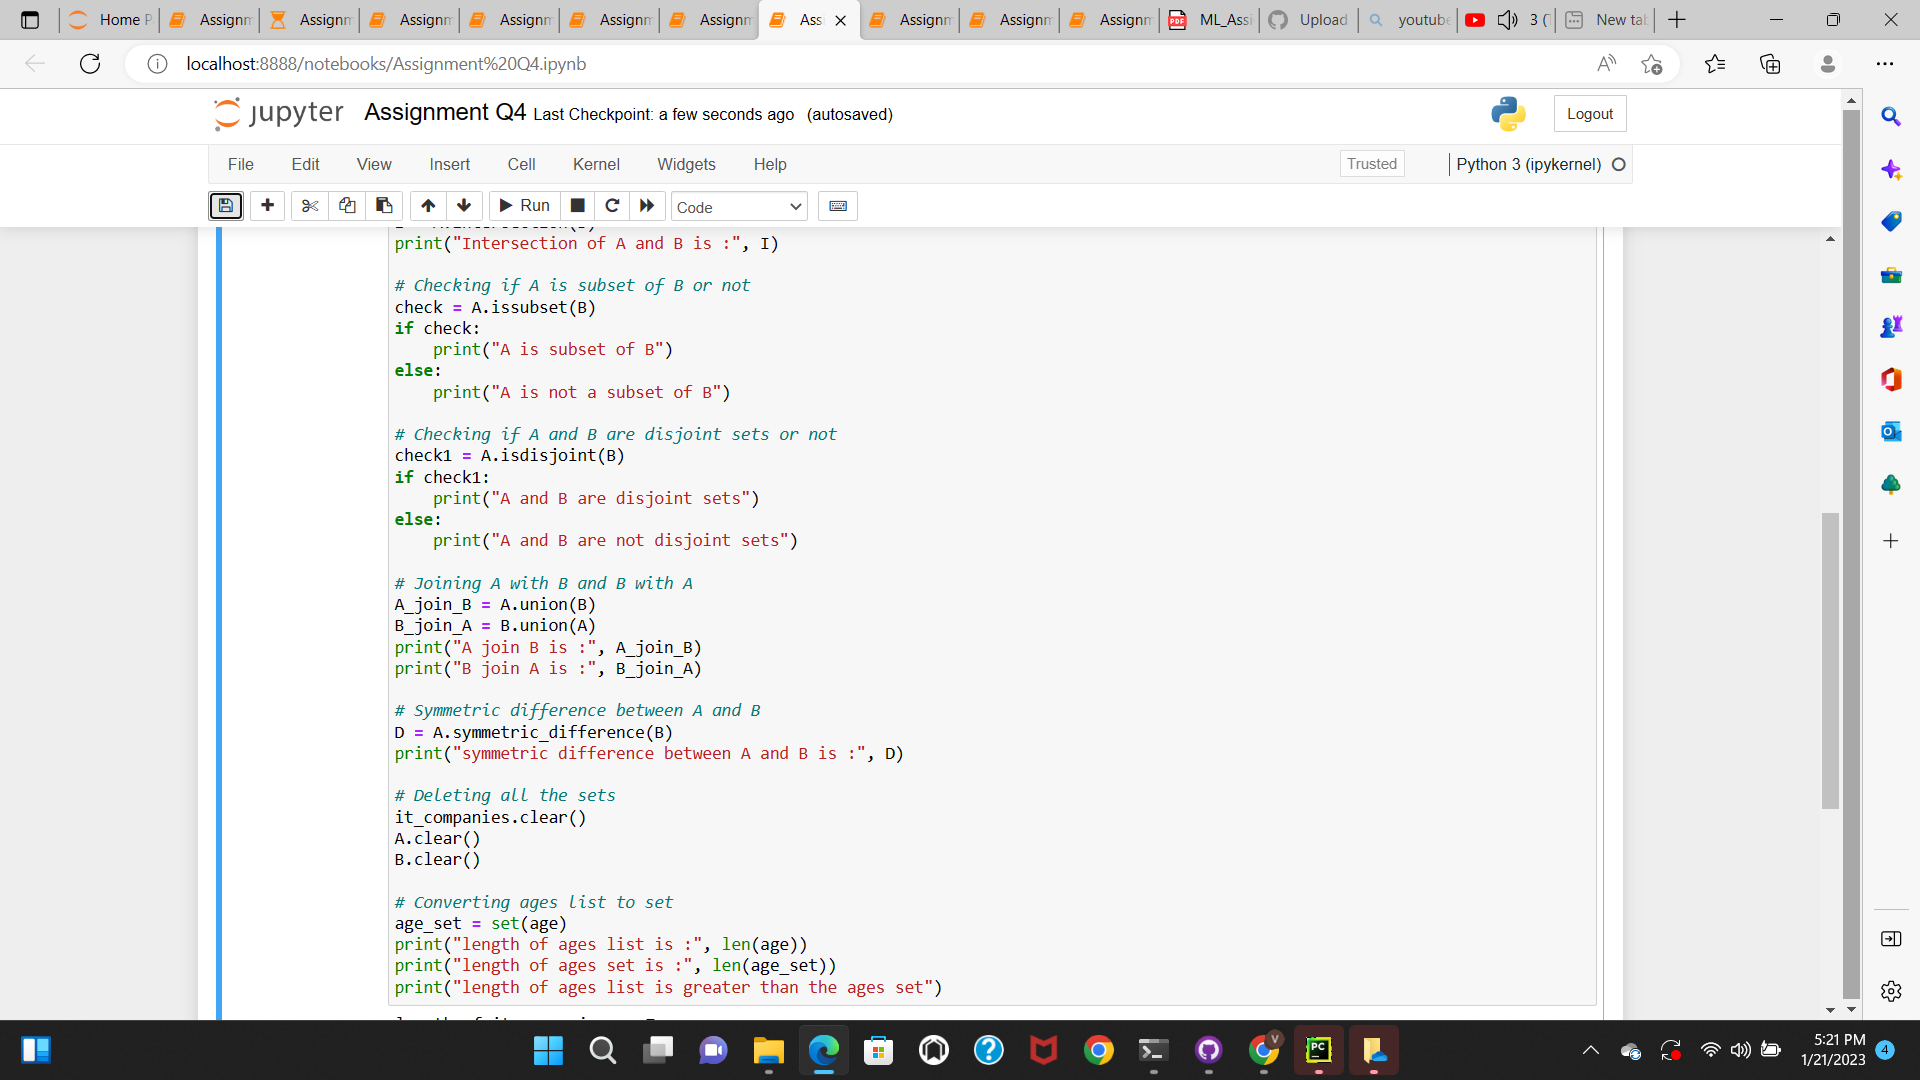 Home P
Assignm
Assignm
Assignm
Assignm
Assignm
Assignm
Ass
Assignm
Assignm
Assignm
ML_Assi
Upload
youtube
3 (
New tab
localhost:8888/notebooks/Assignment%20Q4.ipynb
jupyter Assignment Q4 Last Checkpoint: a few seconds ago (autosaved)
Logout
File Edit View Insert Cell Kernel Widgets Help
Trusted
Python 3 (ipykernel)
Run
Code
print("Intersection of A and B is :", I)
# Checking if A is subset of B or not
check = A.issubset(B)
if check:
    print("A is subset of B")
else:
    print("A is not a subset of B")
# Checking if A and B are disjoint sets or not
check1 = A.isdisjoint(B)
if check1:
    print("A and B are disjoint sets")
else:
    print("A and B are not disjoint sets")
# Joining A with B and B with A
A_join_B = A.union(B)
B_join_A = B.union(A)
print("A join B is :", A_join_B)
print("B join A is :", B_join_A)
# Symmetric difference between A and B
D = A.symmetric_difference(B)
print("symmetric difference between A and B is :", D)
# Deleting all the sets
it_companies.clear()
A.clear()
B.clear()
# Converting ages list to set
age_set = set(age)
print("length of ages list is :", len(age))
print("length of ages set is :", len(age_set))
print("length of ages list is greater than the ages set")
5:21 PM
1/21/2023
4